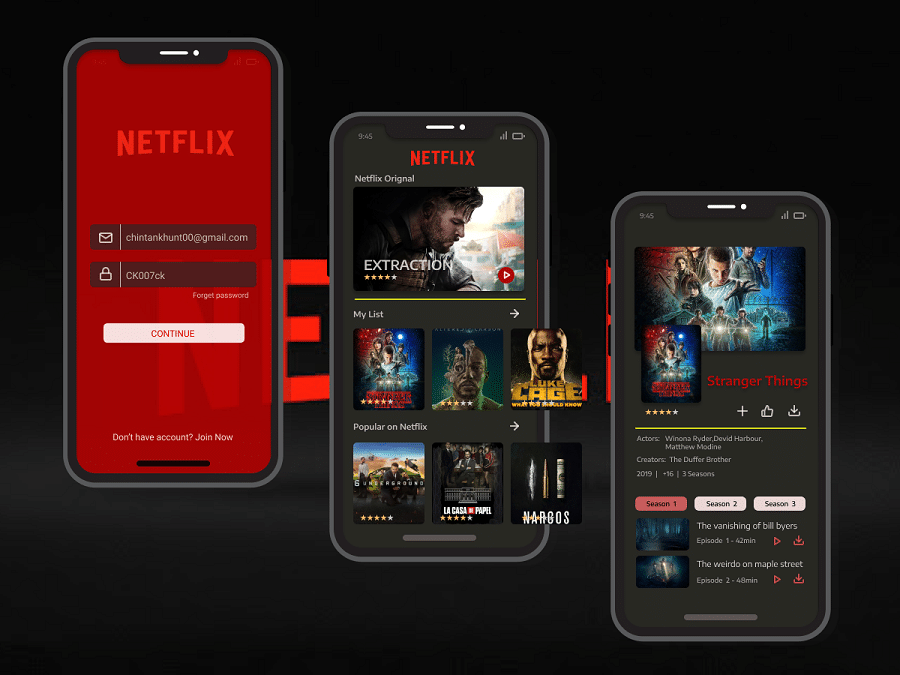 NETFLIX
chintankhunt00@gmail.com
CK007ck
Forget password
CONTINUE
Don't have account? Join Now
9:45
NETFLIX
Netflix Orignal
EXTRACTION
My List
STRANGER THINGS
LUKE
CAGE
WHAT YOU SHOULD KNOW
Popular on Netflix
6 UNDERGROUND
LA CASA DE PAPEL
NARCOS
9:45
Stranger Things
Actors: Winona Ryder,Devid Harbour,
Matthew Modine
Creators: The Duffer Brother
2019 | +16 | 3 Seasons
Season 1
Season 2
Season 3
The vanishing of bill byers
Episode 1 - 42min
The weirdo on maple street
Episode 2 - 48min